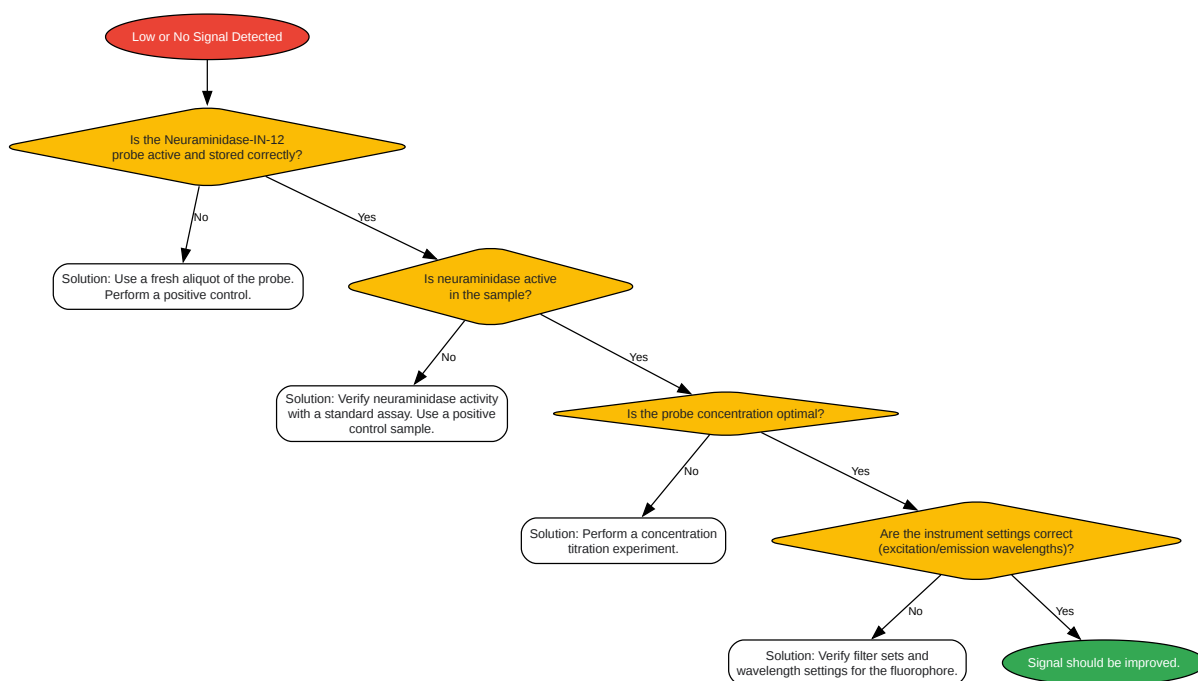 Low or No Signal Detected
Is the Neuraminidase-IN-12
probe active and stored correctly?
No
Yes
Solution: Use a fresh aliquot of the probe.
Perform a positive control.
Is neuraminidase active
in the sample?
No
Yes
Solution: Verify neuraminidase activity
with a standard assay. Use a positive
control sample.
Is the probe concentration optimal?
No
Yes
Solution: Perform a concentration
titration experiment.
Are the instrument settings correct
(excitation/emission wavelengths)?
No
Yes
Solution: Verify filter sets and
wavelength settings for the fluorophore.
Signal should be improved.